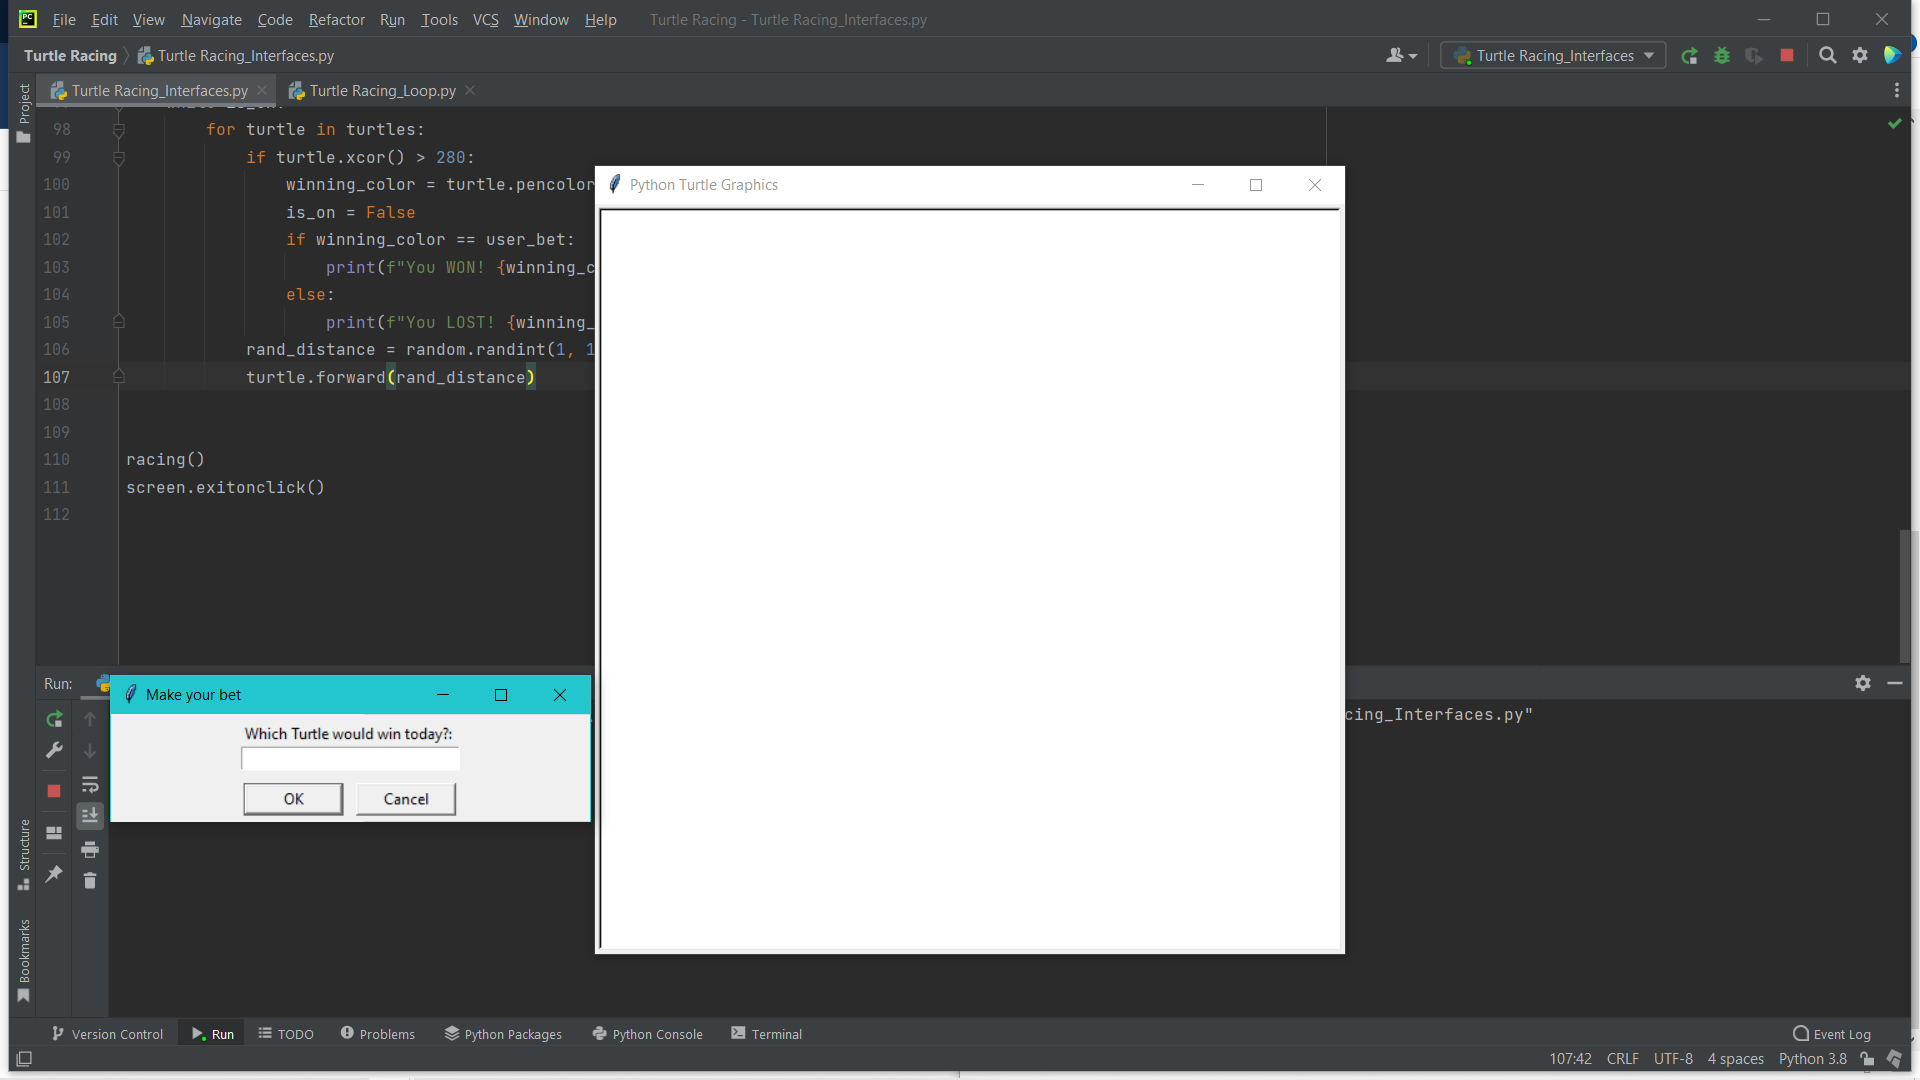 File Edit View Navigate Code Refactor Run Tools VCS Window Help Turtle Racing - Turtle Racing_Interfaces.py
Turtle Racing Turtle Racing_Interfaces.py Turtle Racing_Interfaces
Turtle Racing_Interfaces.py Turtle Racing_Loop.py
Project
98 for turtle in turtles:
99 if turtle.xcor() > 280:
100 winning_color = turtle.pencolor
101 is_on = False
102 if winning_color == user_bet:
103 print(f"You WON! {winning_c
104 else:
105 print(f"You LOST! {winning_
106 rand_distance = random.randint(1, 1
107 turtle.forward(rand_distance)
108
109
110 racing()
111 screen.exitonclick()
112
Python Turtle Graphics
Run:
cing_Interfaces.py"
Make your bet
Which Turtle would win today?:
OK Cancel
Structure
Bookmarks
Version Control Run TODO Problems Python Packages Python Console Terminal Event Log
107:42 CRLF UTF-8 4 spaces Python 3.8